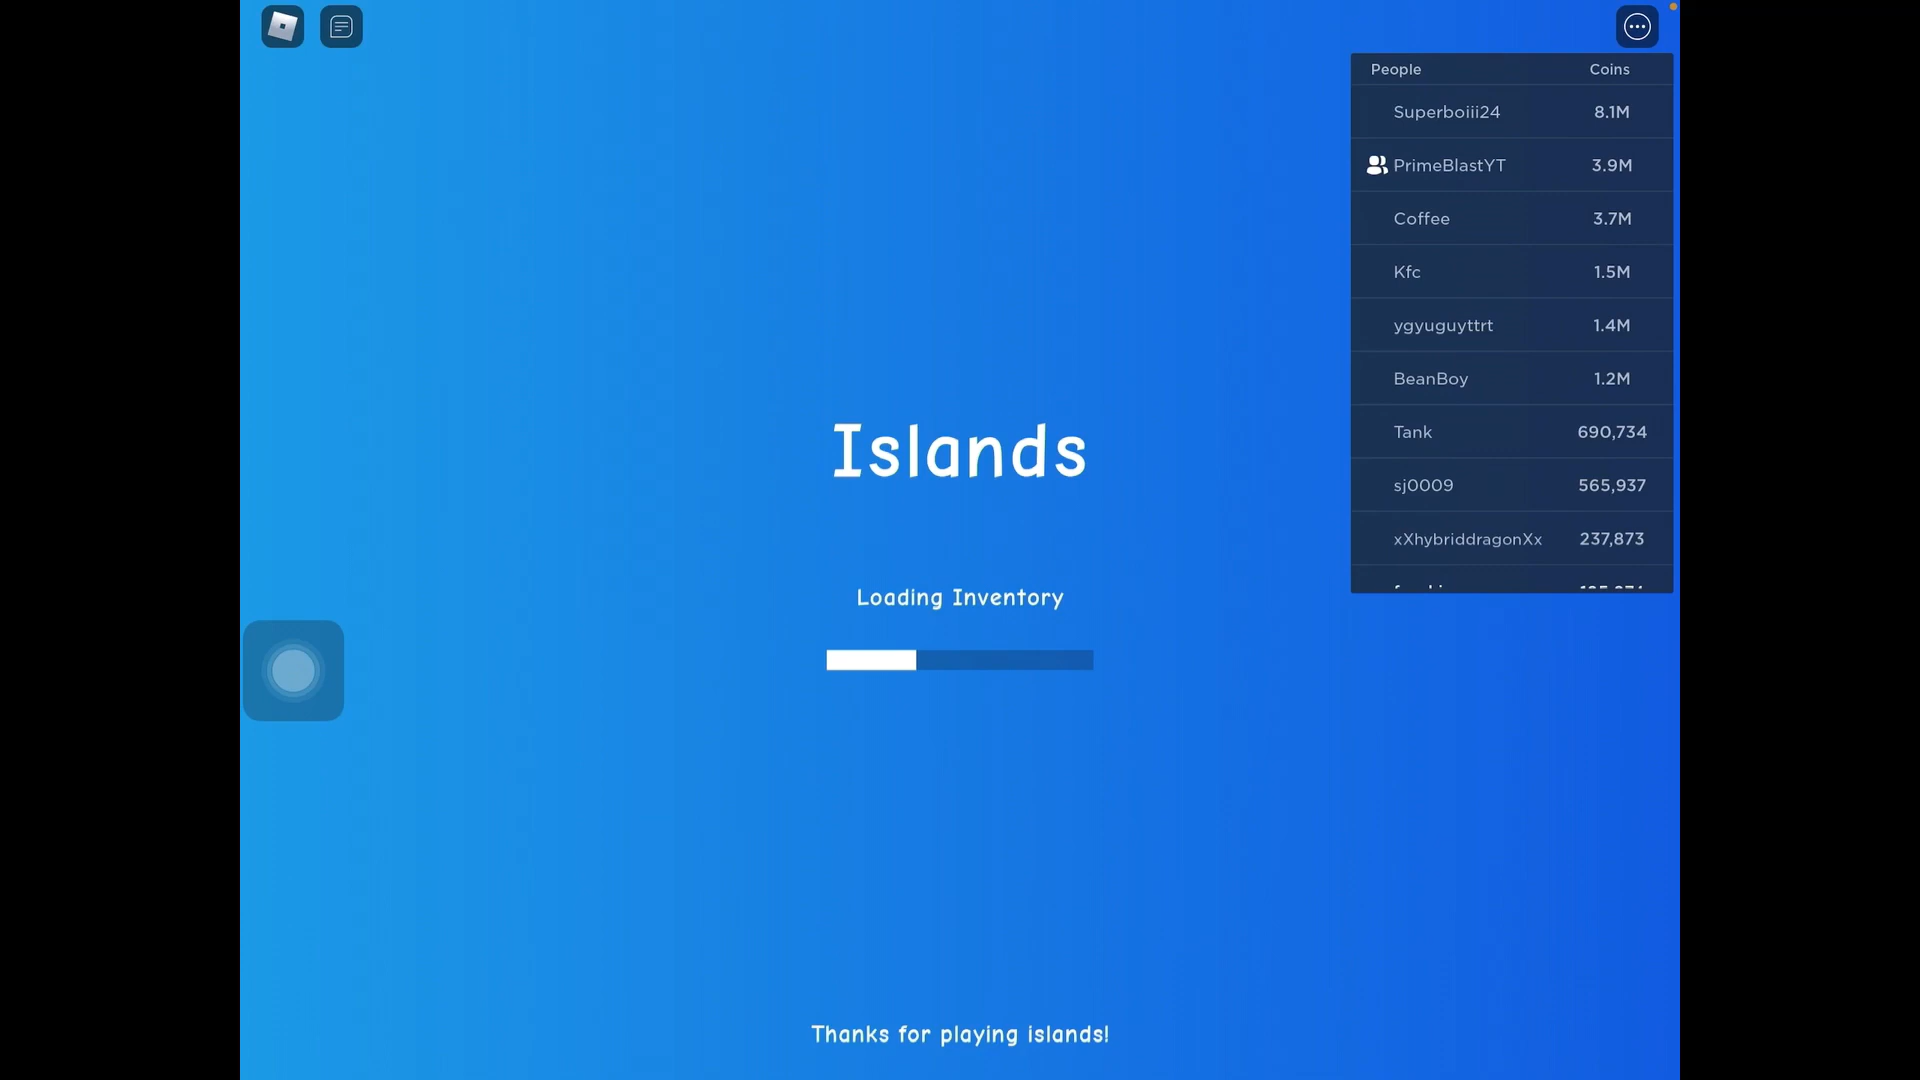 People Coins
Superboiii24 8.1M
PrimeBlastYT 3.9M
Coffee 3.7M
Kfc 1.5M
ygyuguyttrt 1.4M
BeanBoy 1.2M
Tank 690,734
sj0009 565,937
xXhybriddragonXx 237,873
Islands
Loading Inventory
Thanks for playing islands!